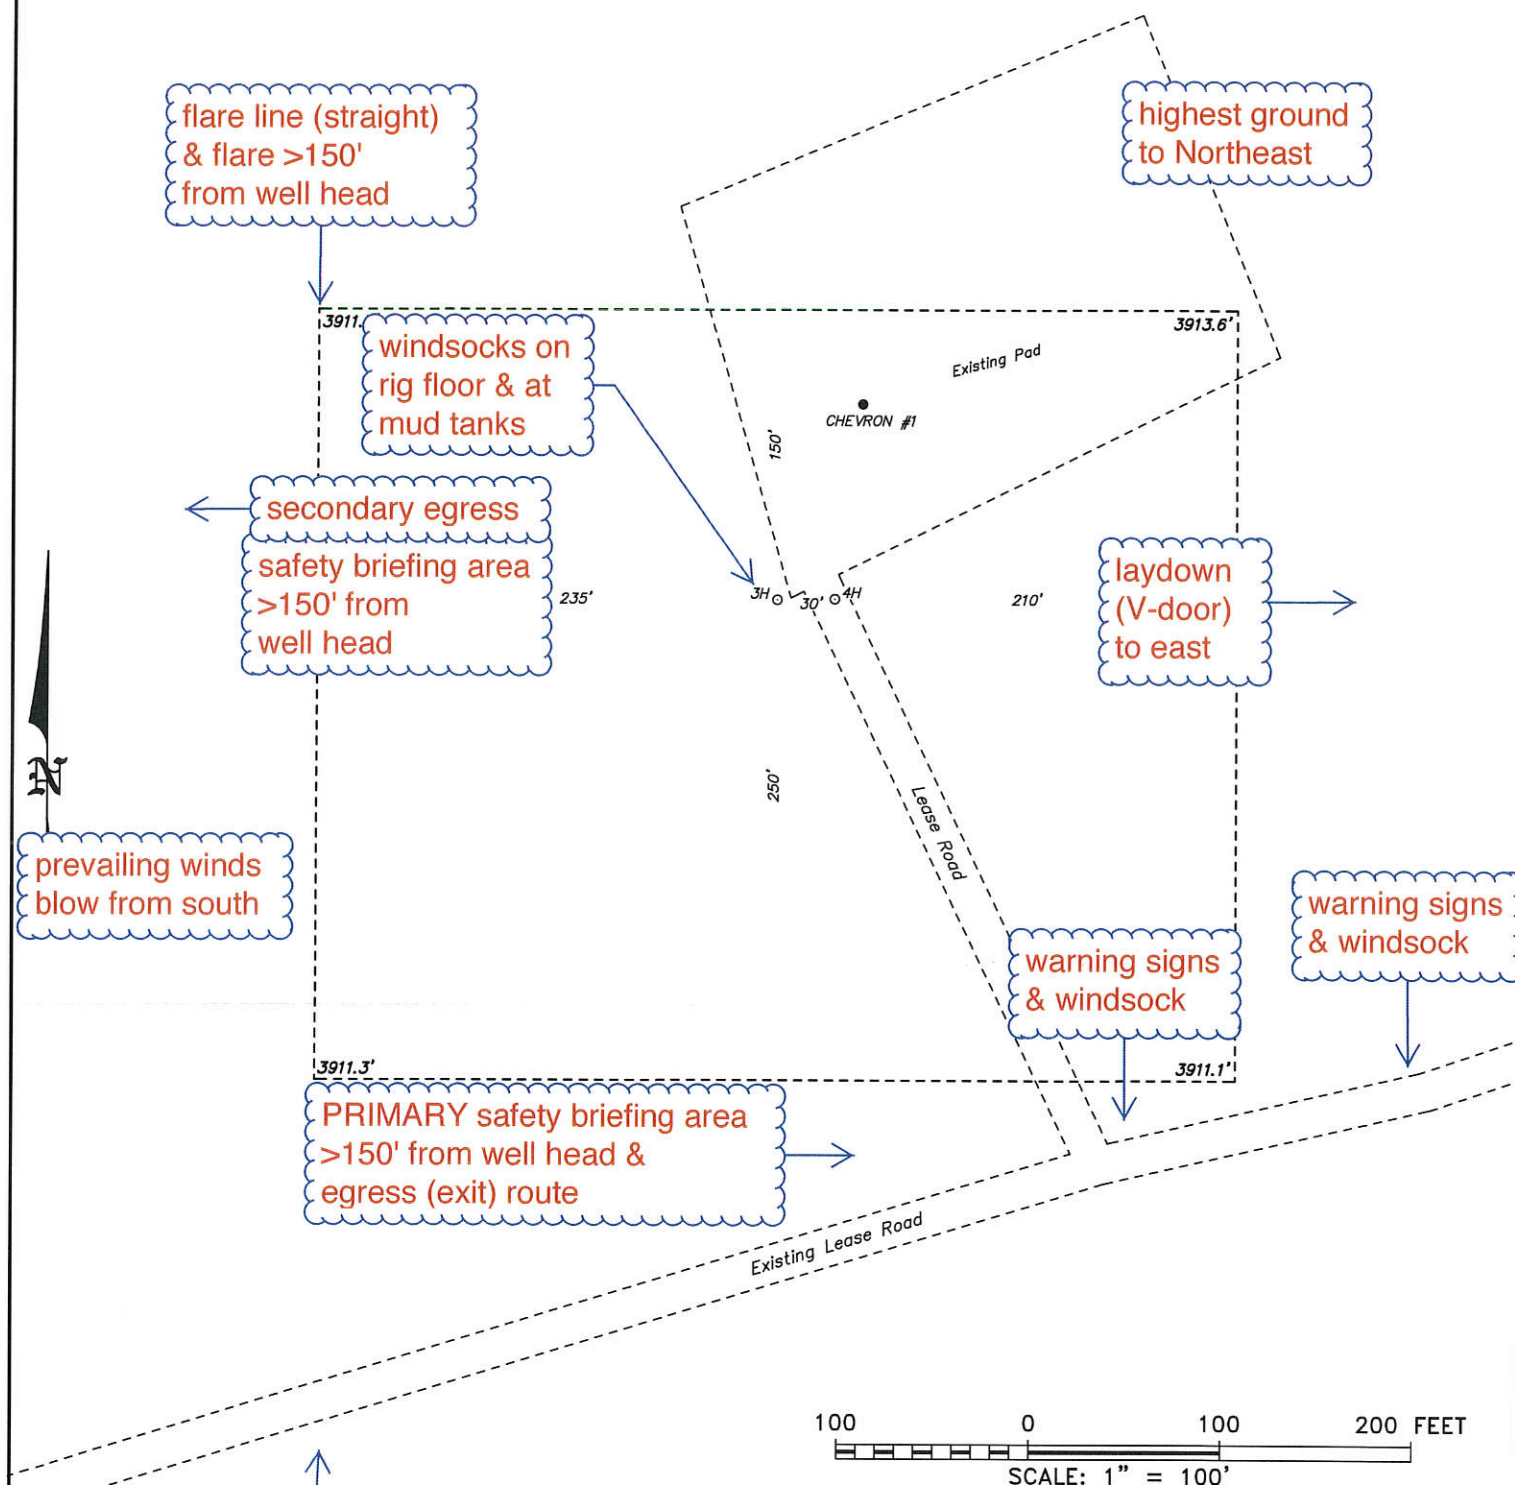 flare line (straight)
& flare >150'
from well head
highest ground
to Northeast
3911.
3913.6'
windsocks on
rig floor & at
mud tanks
Existing Pad
CHEVRON #1
150'
secondary egress
safety briefing area
>150' from
well head
235'
3H
30'
4H
210'
laydown
(V-door)
to east
N
250'
Lease Road
prevailing winds
blow from south
warning signs
& windsock
warning signs
& windsock
3911.3'
3911.1'
PRIMARY safety briefing area
>150' from well head &
egress (exit) route
Existing Lease Road
100 0 100 200 FEET
SCALE: 1" = 100'